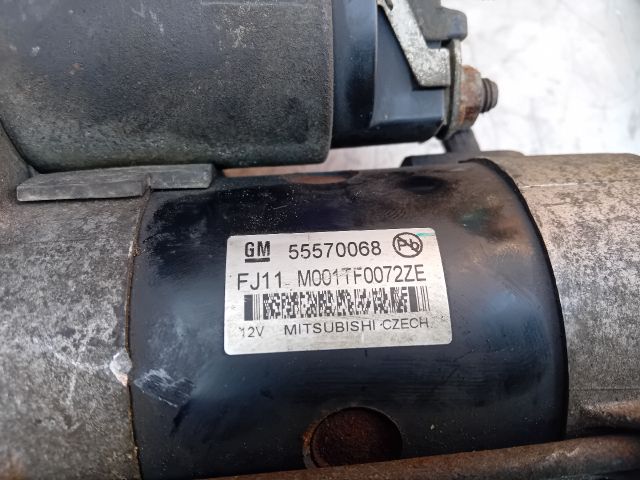 GM 55570068 Pb
FJ11 M001TF0072ZE
12V MITSUBISHI CZECH